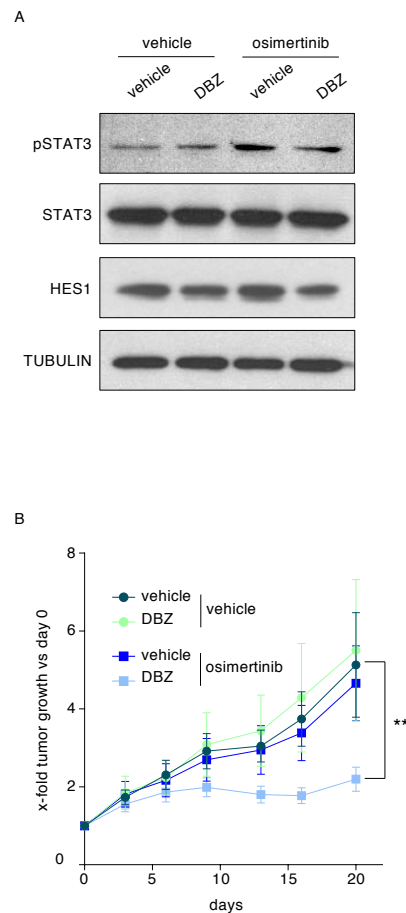 A
vehicle osimertinib
vehicle DBZ vehicle DBZ
pSTAT3
STAT3
HES1
TUBULIN
B
x-fold tumor growth vs day 0
8
6
4
2
0
vehicle
DBZ
vehicle
vehicle
DBZ
osimertinib
**
0 5 10 15 20
days